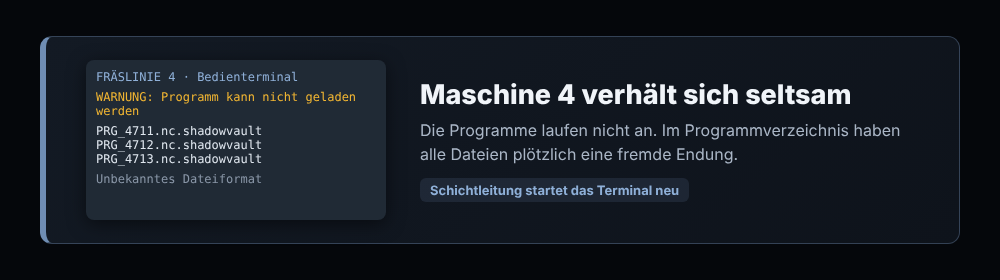 FRÄSLINIE 4 · Bedienterminal
WARNUNG: Programm kann nicht geladen
werden
PRG_4711.nc.shadowvault
PRG_4712.nc.shadowvault
PRG_4713.nc.shadowvault
Unbekanntes Dateiformat
Maschine 4 verhält sich seltsam
Die Programme laufen nicht an. Im Programmverzeichnis haben
alle Dateien plötzlich eine fremde Endung.
Schichtleitung startet das Terminal neu